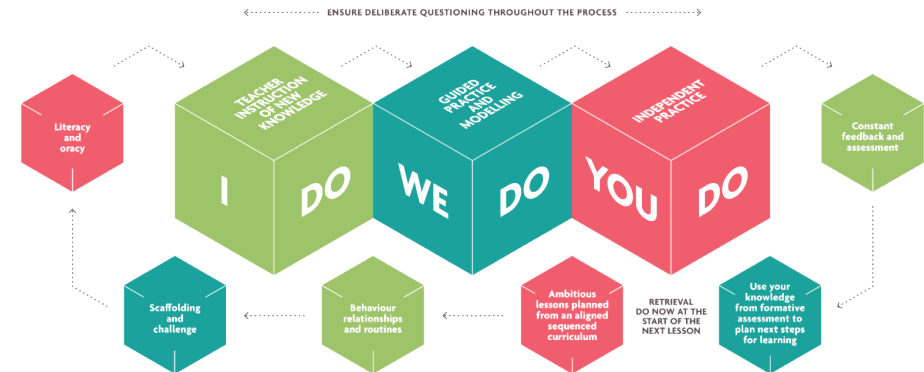 ENSURE DELIBERATE QUESTIONING THROUGHOUT THE PROCESS
Literacy
and
oracy
TEACHER
INSTRUCTION
OF NEW
KNOWLEDGE
I DO
GUIDED
PRACTICE
AND
MODELLING
WE DO
INDEPENDENT
PRACTICE
YOU DO
Constant
feedback and
assessment
Scaffolding
and
challenge
Behaviour
relationships
and routines
Ambitious
lessons planned
from an aligned
sequenced
curriculum
RETRIEVAL
DO NOW AT THE
START OF THE
NEXT LESSON
Use your
knowledge
from formative
assessment to
plan next steps
for learning